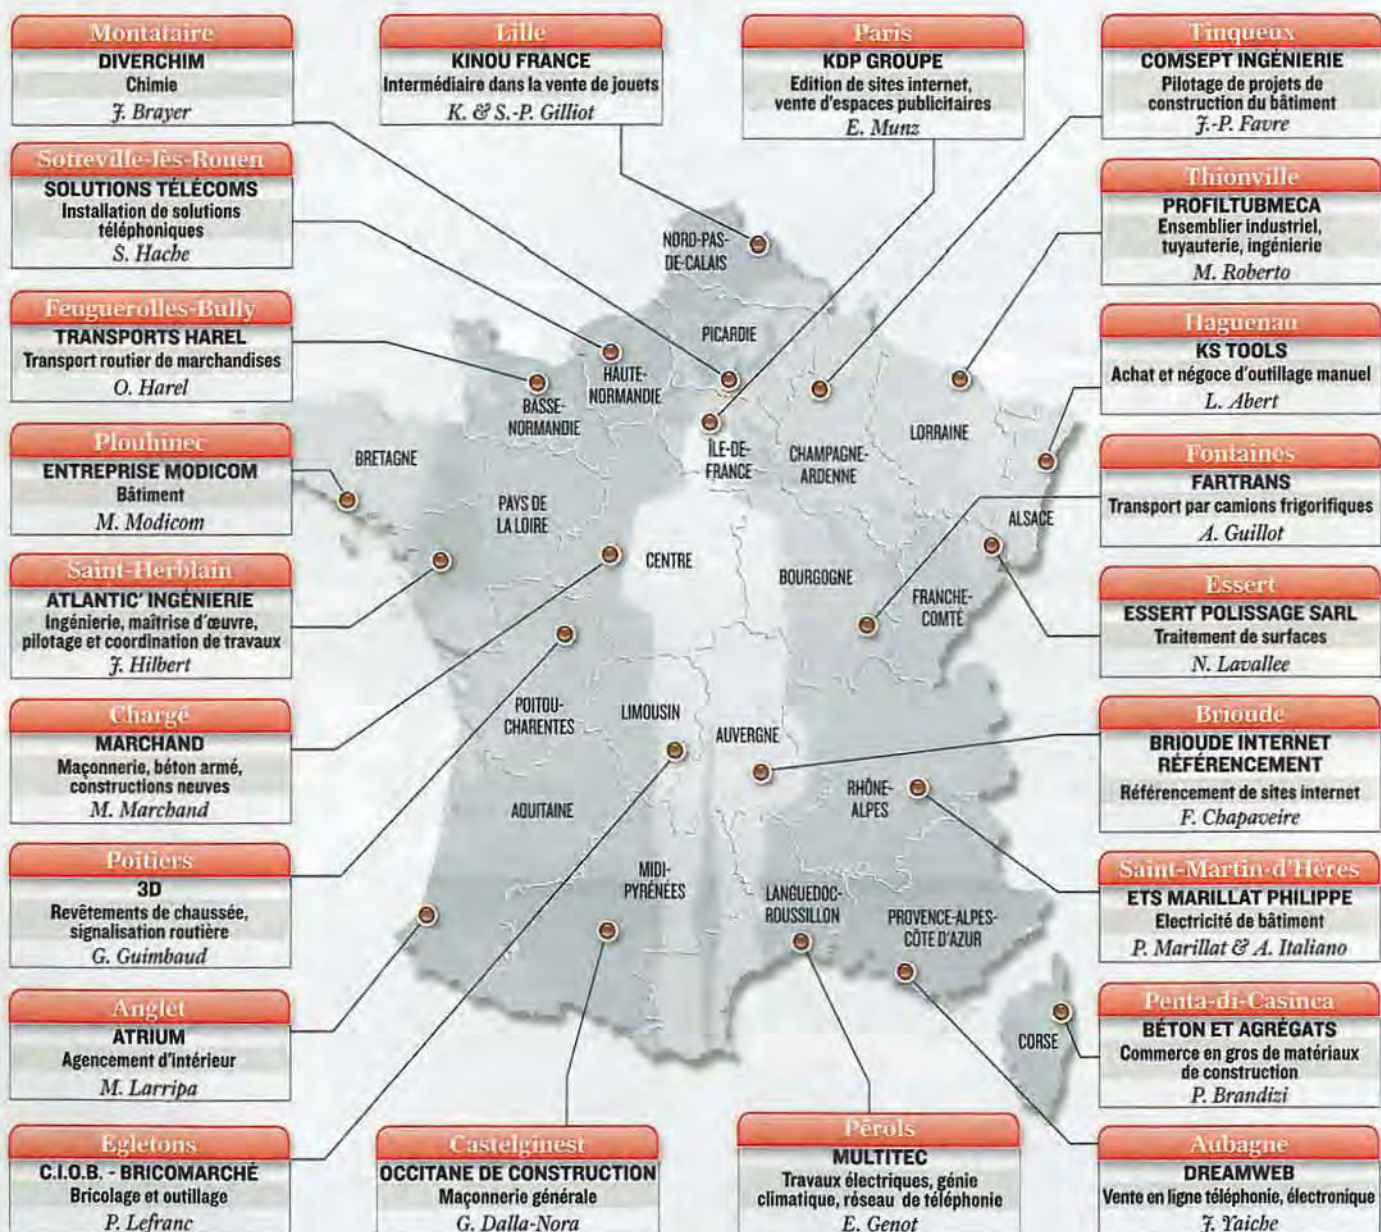 Montataire
DIVERCHIM
Chimie
J. Brayer
Lille
KINOU FRANCE
Intermédiaire dans la vente de jouets
K. & S.-P. Gilliot
Paris
KDP GROUPE
Edition de sites internet,
vente d'espaces publicitaires
E. Munz
Tinqueux
COMSEPT INGÉNIERIE
Pilotage de projets de
construction du bâtiment
J.-P. Favre
Sotteville-lès-Rouen
SOLUTIONS TÉLÉCOMS
Installation de solutions
téléphoniques
S. Hache
Thionville
PROFILTUBMECA
Ensemblier industriel,
tuyauterie, ingénierie
M. Roberto
Feuguerolles-Bully
TRANSPORTS HAREL
Transport routier de marchandises
O. Harel
Haguenau
KS TOOLS
Achat et négoce d'outillage manuel
L. Abert
Plouhinec
ENTREPRISE MODICOM
Bâtiment
M. Modicom
Fontaines
FARTRANS
Transport par camions frigorifiques
A. Guillot
Saint-Herblain
ATLANTIC' INGÉNIERIE
Ingénierie, maîtrise d'œuvre,
pilotage et coordination de travaux
J. Hilbert
Essert
ESSERT POLISSAGE SARL
Traitement de surfaces
N. Lavallee
Chargé
MARCHAND
Maçonnerie, béton armé,
constructions neuves
M. Marchand
Brioude
BRIOUDE INTERNET
RÉFÉRENCEMENT
Référencement de sites internet
F. Chapaveire
Poitiers
3D
Revêtements de chaussée,
signalisation routière
G. Guimbaud
Saint-Martin-d'Hères
ETS MARILLAT PHILIPPE
Electricité de bâtiment
P. Marillat & A. Italiano
Anglet
ATRIUM
Agencement d'intérieur
M. Larripa
Penta-di-Casinca
BÉTON ET AGRÉGATS
Commerce en gros de matériaux
de construction
P. Brandizi
Egletons
C.I.O.B. - BRICOMARCHÉ
Bricolage et outillage
P. Lefranc
Castelginest
OCCITANE DE CONSTRUCTION
Maçonnerie générale
G. Dalla-Nora
Pérols
MULTITEC
Travaux électriques, génie
climatique, réseau de téléphonie
E. Genot
Aubagne
DREAMWEB
Vente en ligne téléphonie, électronique
J. Yaiche
NORD-PAS-
DE-CALAIS
PICARDIE
HAUTE-
NORMANDIE
BASSE-
NORMANDIE
BRETAGNE
ÎLE-DE-
FRANCE
CHAMPAGNE-
ARDENNE
LORRAINE
ALSACE
PAYS DE
LA LOIRE
CENTRE
BOURGOGNE
FRANCHE-
COMTÉ
POITOU-
CHARENTES
LIMOUSIN
AUVERGNE
RHÔNE-
ALPES
AQUITAINE
MIDI-
PYRÉNÉES
LANGUEDOC-
ROUSSILLON
PROVENCE-ALPES-
CÔTE D'AZUR
CORSE